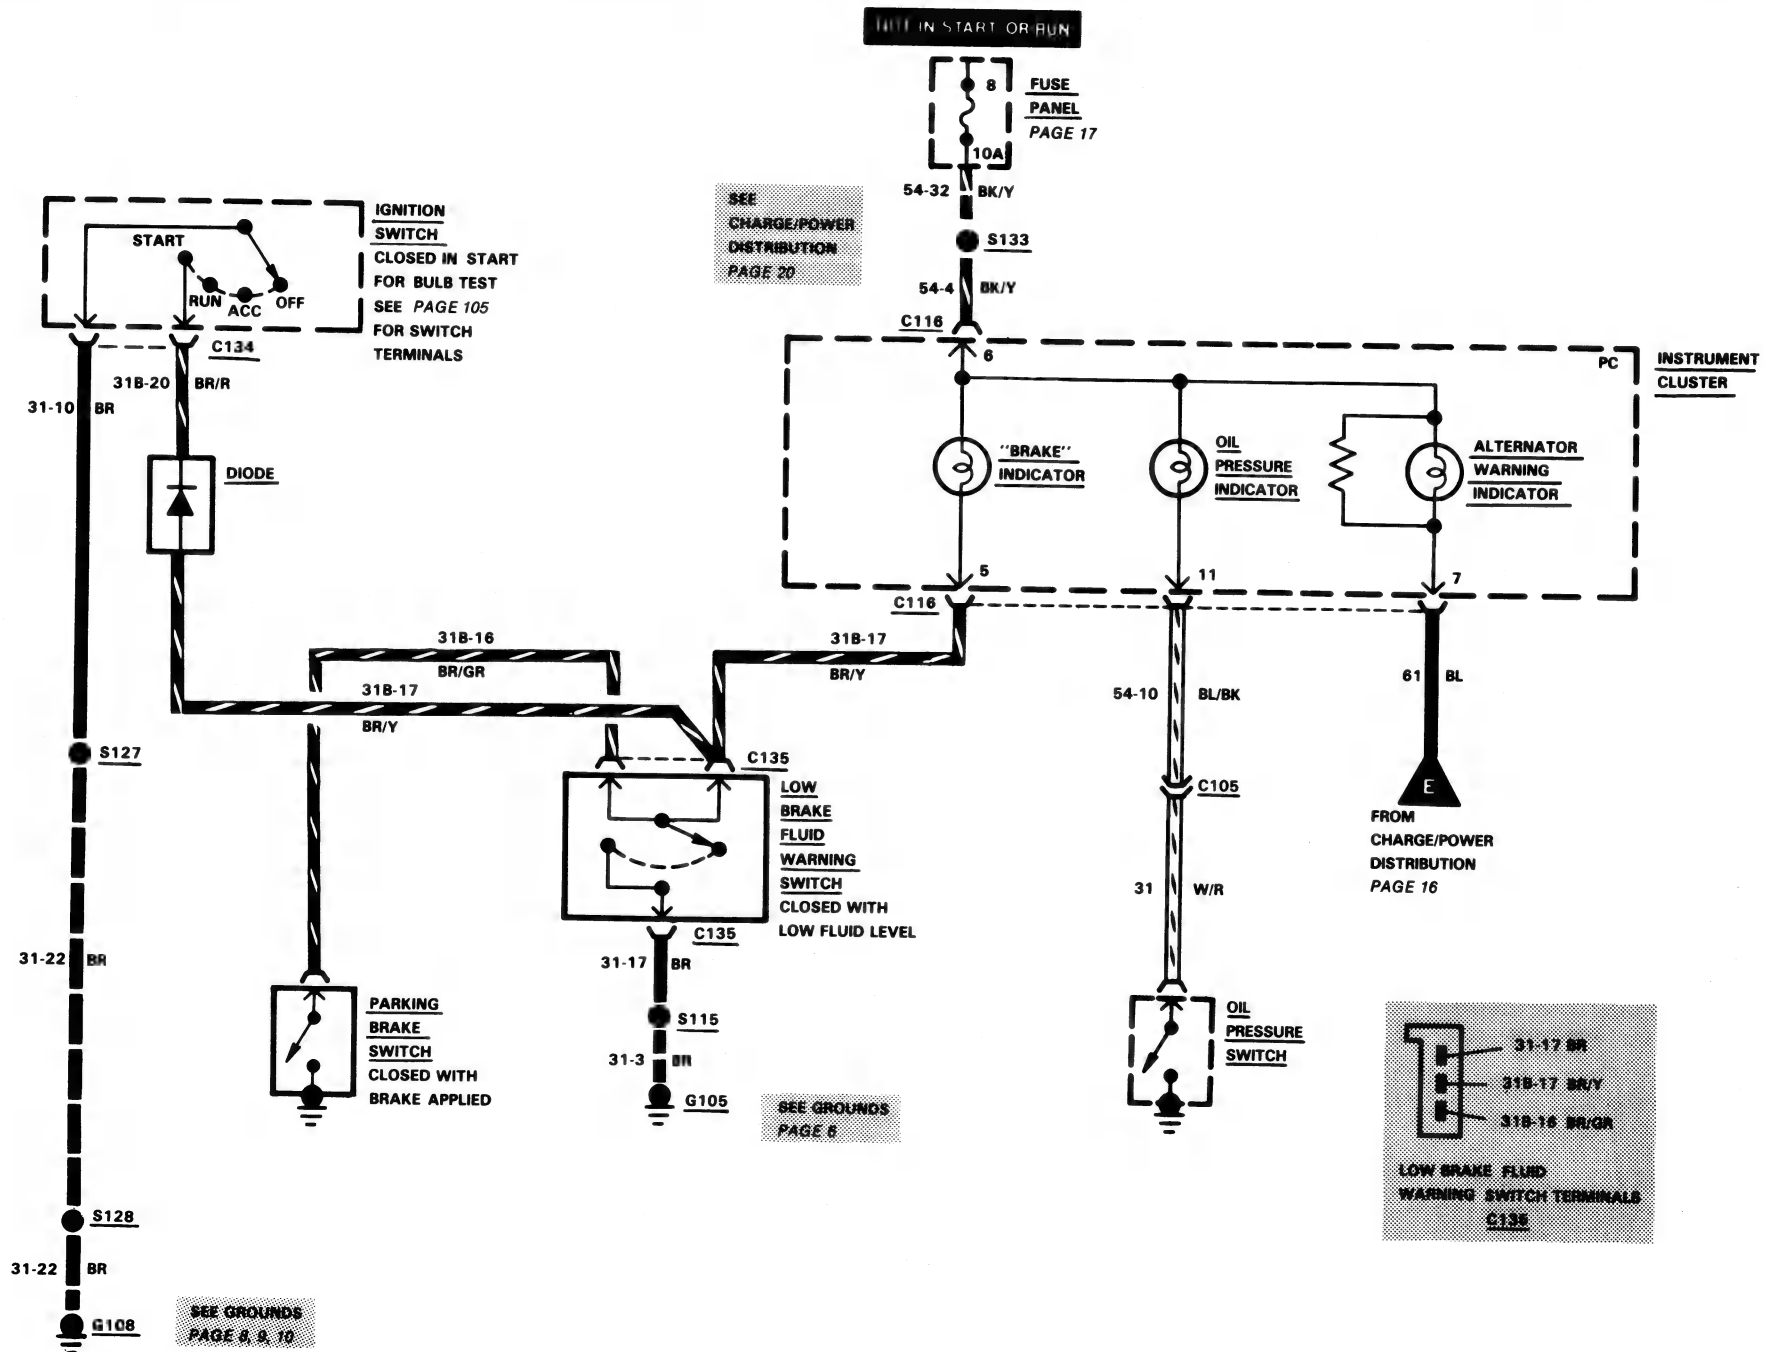 IN START OR RUN
8
FUSE
PANEL
PAGE 17
10A
54-32
BK/Y
S133
54-4
BK/Y
SEE
CHARGE/POWER
DISTRIBUTION
PAGE 20
IGNITION
SWITCH
CLOSED IN START
FOR BULB TEST
SEE PAGE 105
FOR SWITCH
TERMINALS
START
RUN
ACC
OFF
C134
31B-20
BR/R
31-10
BR
DIODE
C116
6
PC
INSTRUMENT
CLUSTER
"BRAKE"
INDICATOR
OIL
PRESSURE
INDICATOR
ALTERNATOR
WARNING
INDICATOR
5
11
7
C116
31B-16
BR/GR
31B-17
BR/Y
31B-17
BR/Y
54-10
BL/BK
61
BL
S127
C135
C105
E
LOW
BRAKE
FLUID
WARNING
SWITCH
CLOSED WITH
LOW FLUID LEVEL
FROM
CHARGE/POWER
DISTRIBUTION
PAGE 16
31
W/R
C135
31-17
BR
31-22
BR
S115
31-3
BR
G105
PARKING
BRAKE
SWITCH
CLOSED WITH
BRAKE APPLIED
SEE GROUNDS
PAGE 6
OIL
PRESSURE
SWITCH
31-17 BR
31B-17 BR/Y
31B-16 BR/GR
LOW BRAKE FLUID
WARNING SWITCH TERMINALS
C135
S128
31-22
BR
G108
SEE GROUNDS
PAGE 8, 9, 10